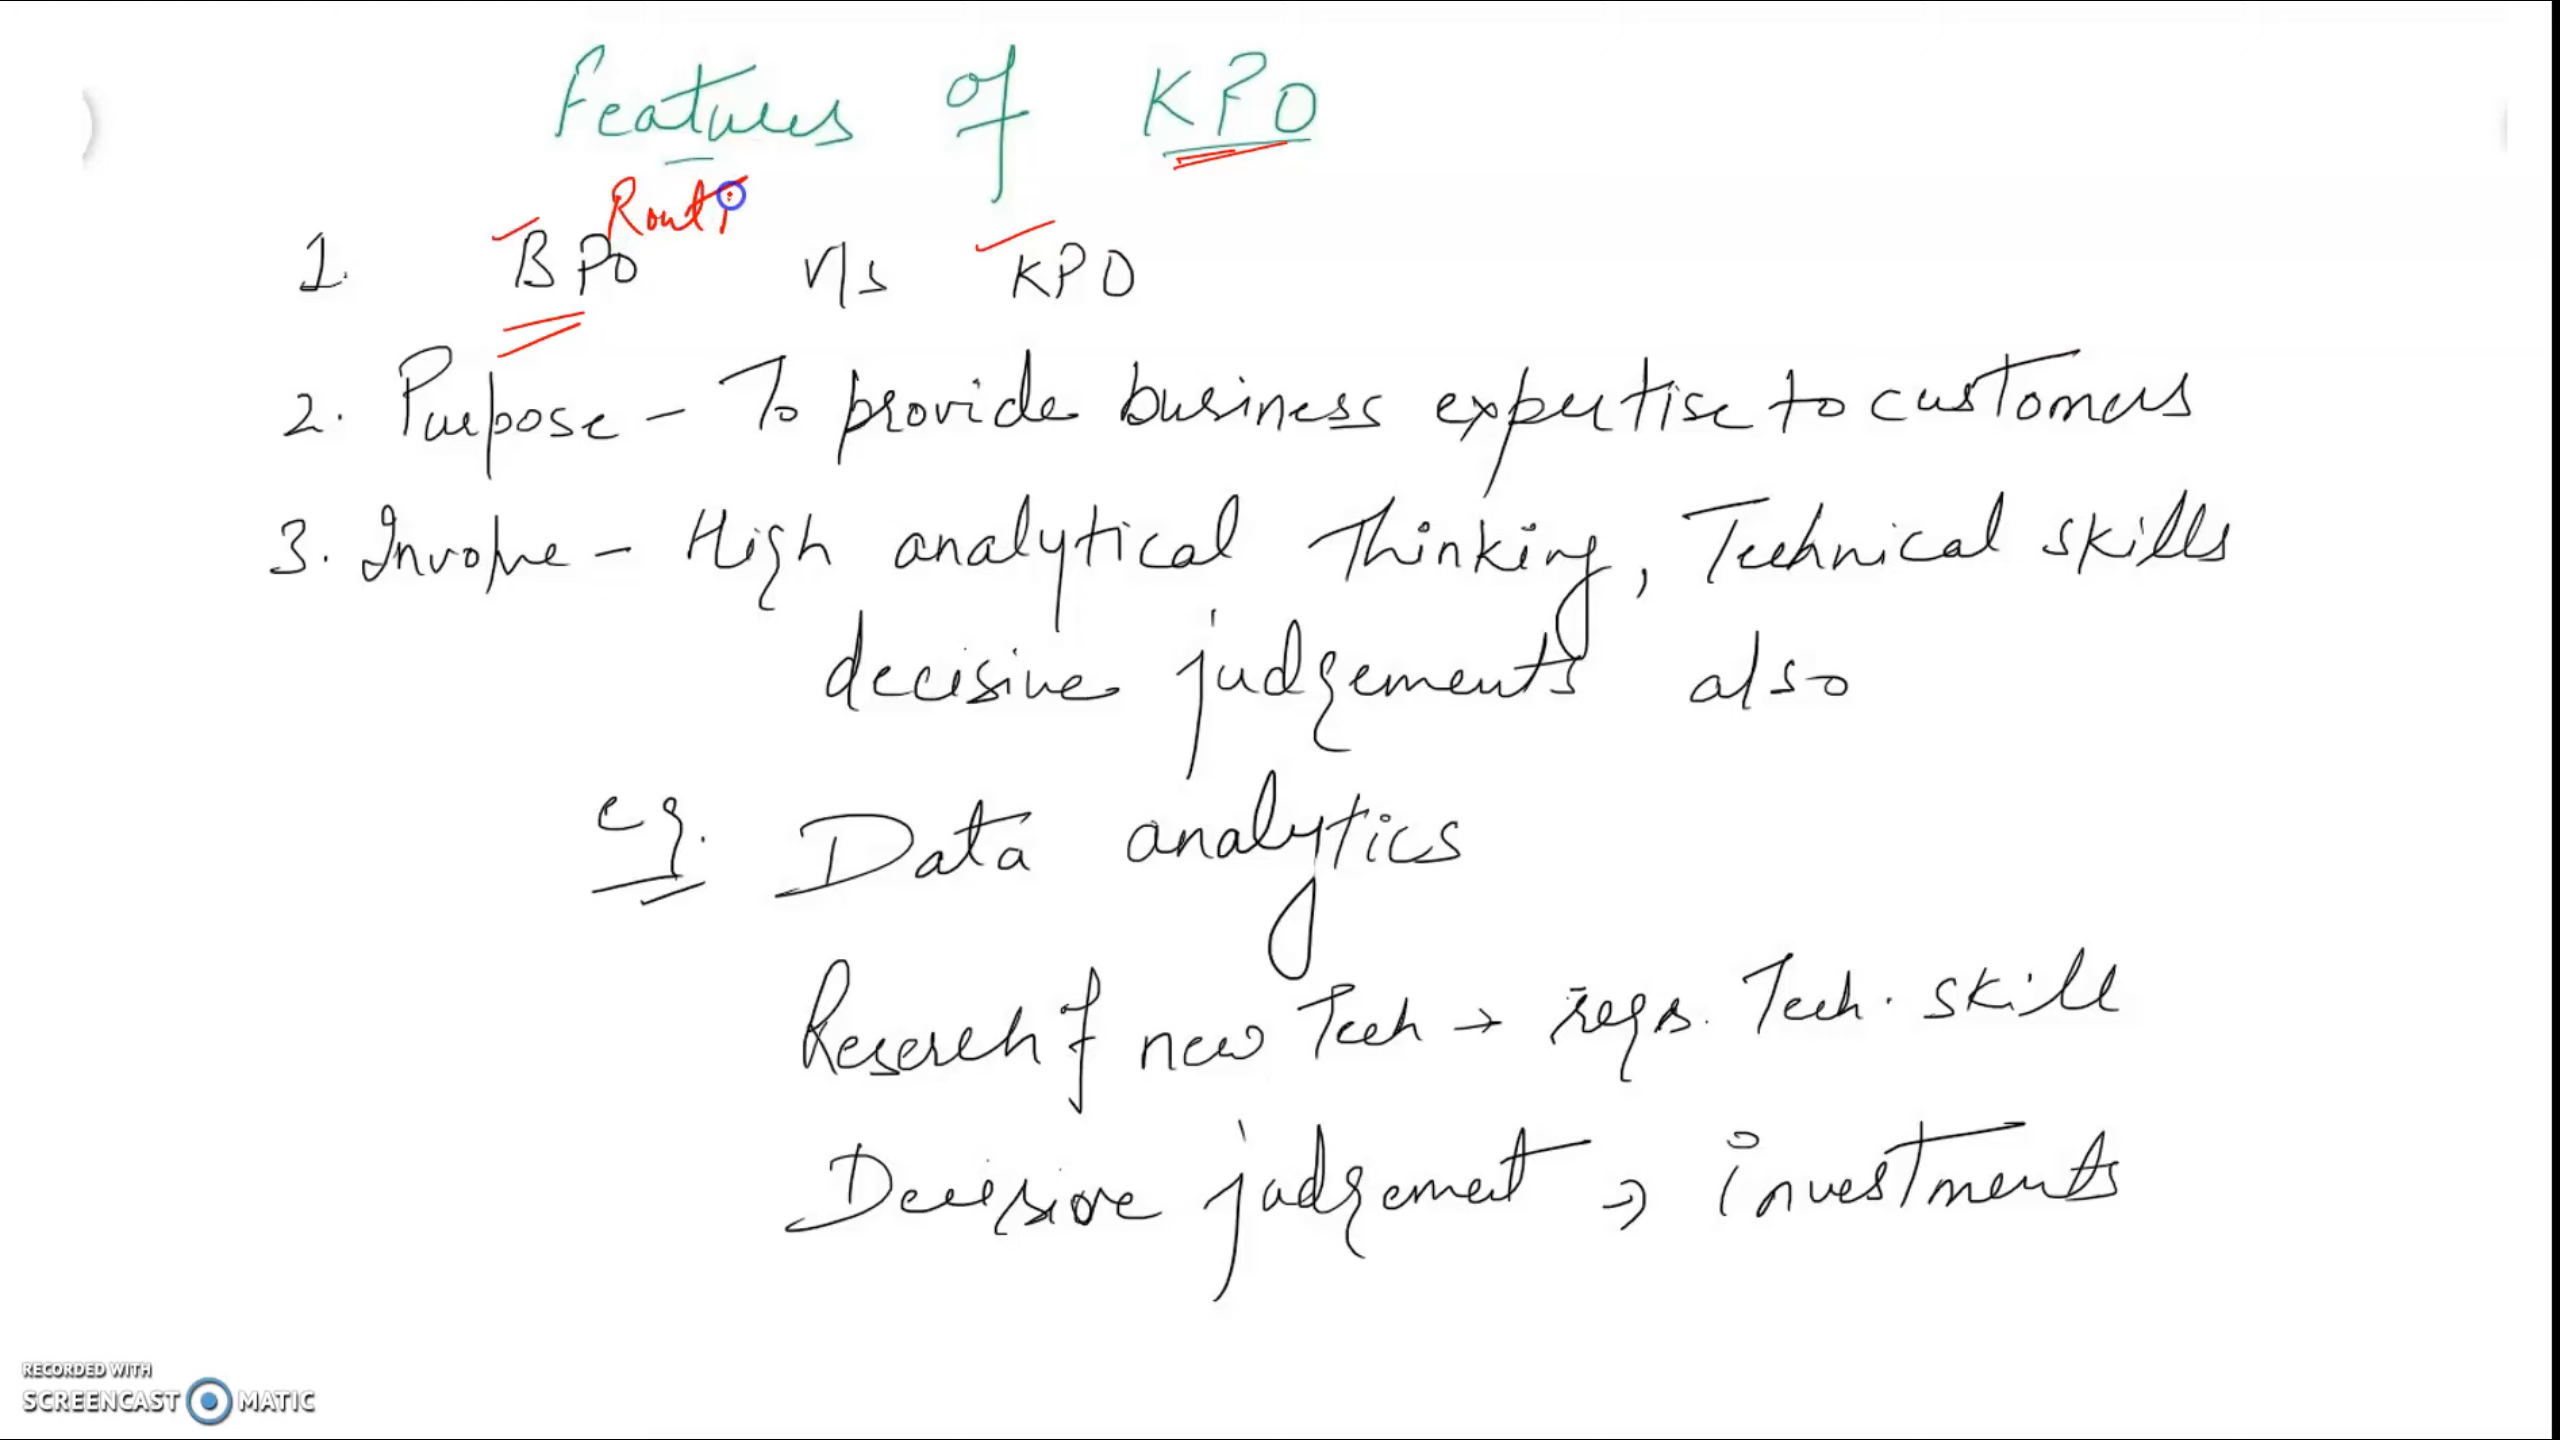 Features of KPO
Routi
1. BPO v/s KPO
2. Purpose - To provide business expertise to customers
3. Involve - High analytical Thinking, Technical skills
decisive judgements also
eg. Data analytics
Reserch of new Tech → reqs. Tech. skill
Decisive judgement → investments
RECORDED WITH
SCREENCAST MATIC